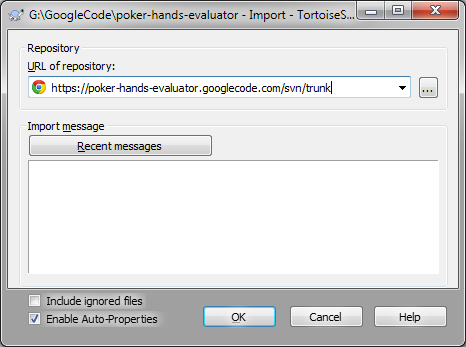 G:\GoogleCode\poker-hands-evaluator - Import - TortoiseS...
Repository
URL of repository:
https://poker-hands-evaluator.googlecode.com/svn/trunk
...
Import message
Recent messages
Include ignored files
Enable Auto-Properties
OK
Cancel
Help